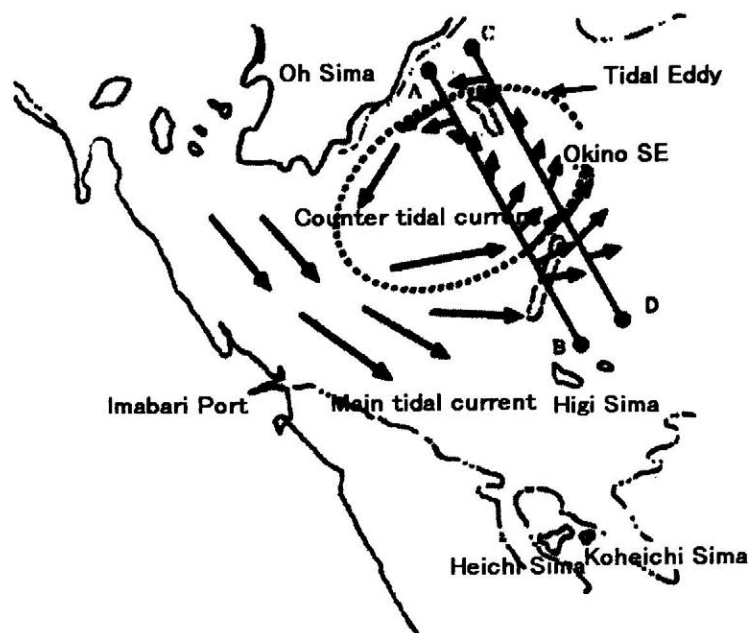 C
Oh Sima
Tidal Eddy
A
Okino SE
Counter tidal current
D
B
Imabari Port
Main tidal current
Higi Sima
Heichi Sima
Koheichi Sima